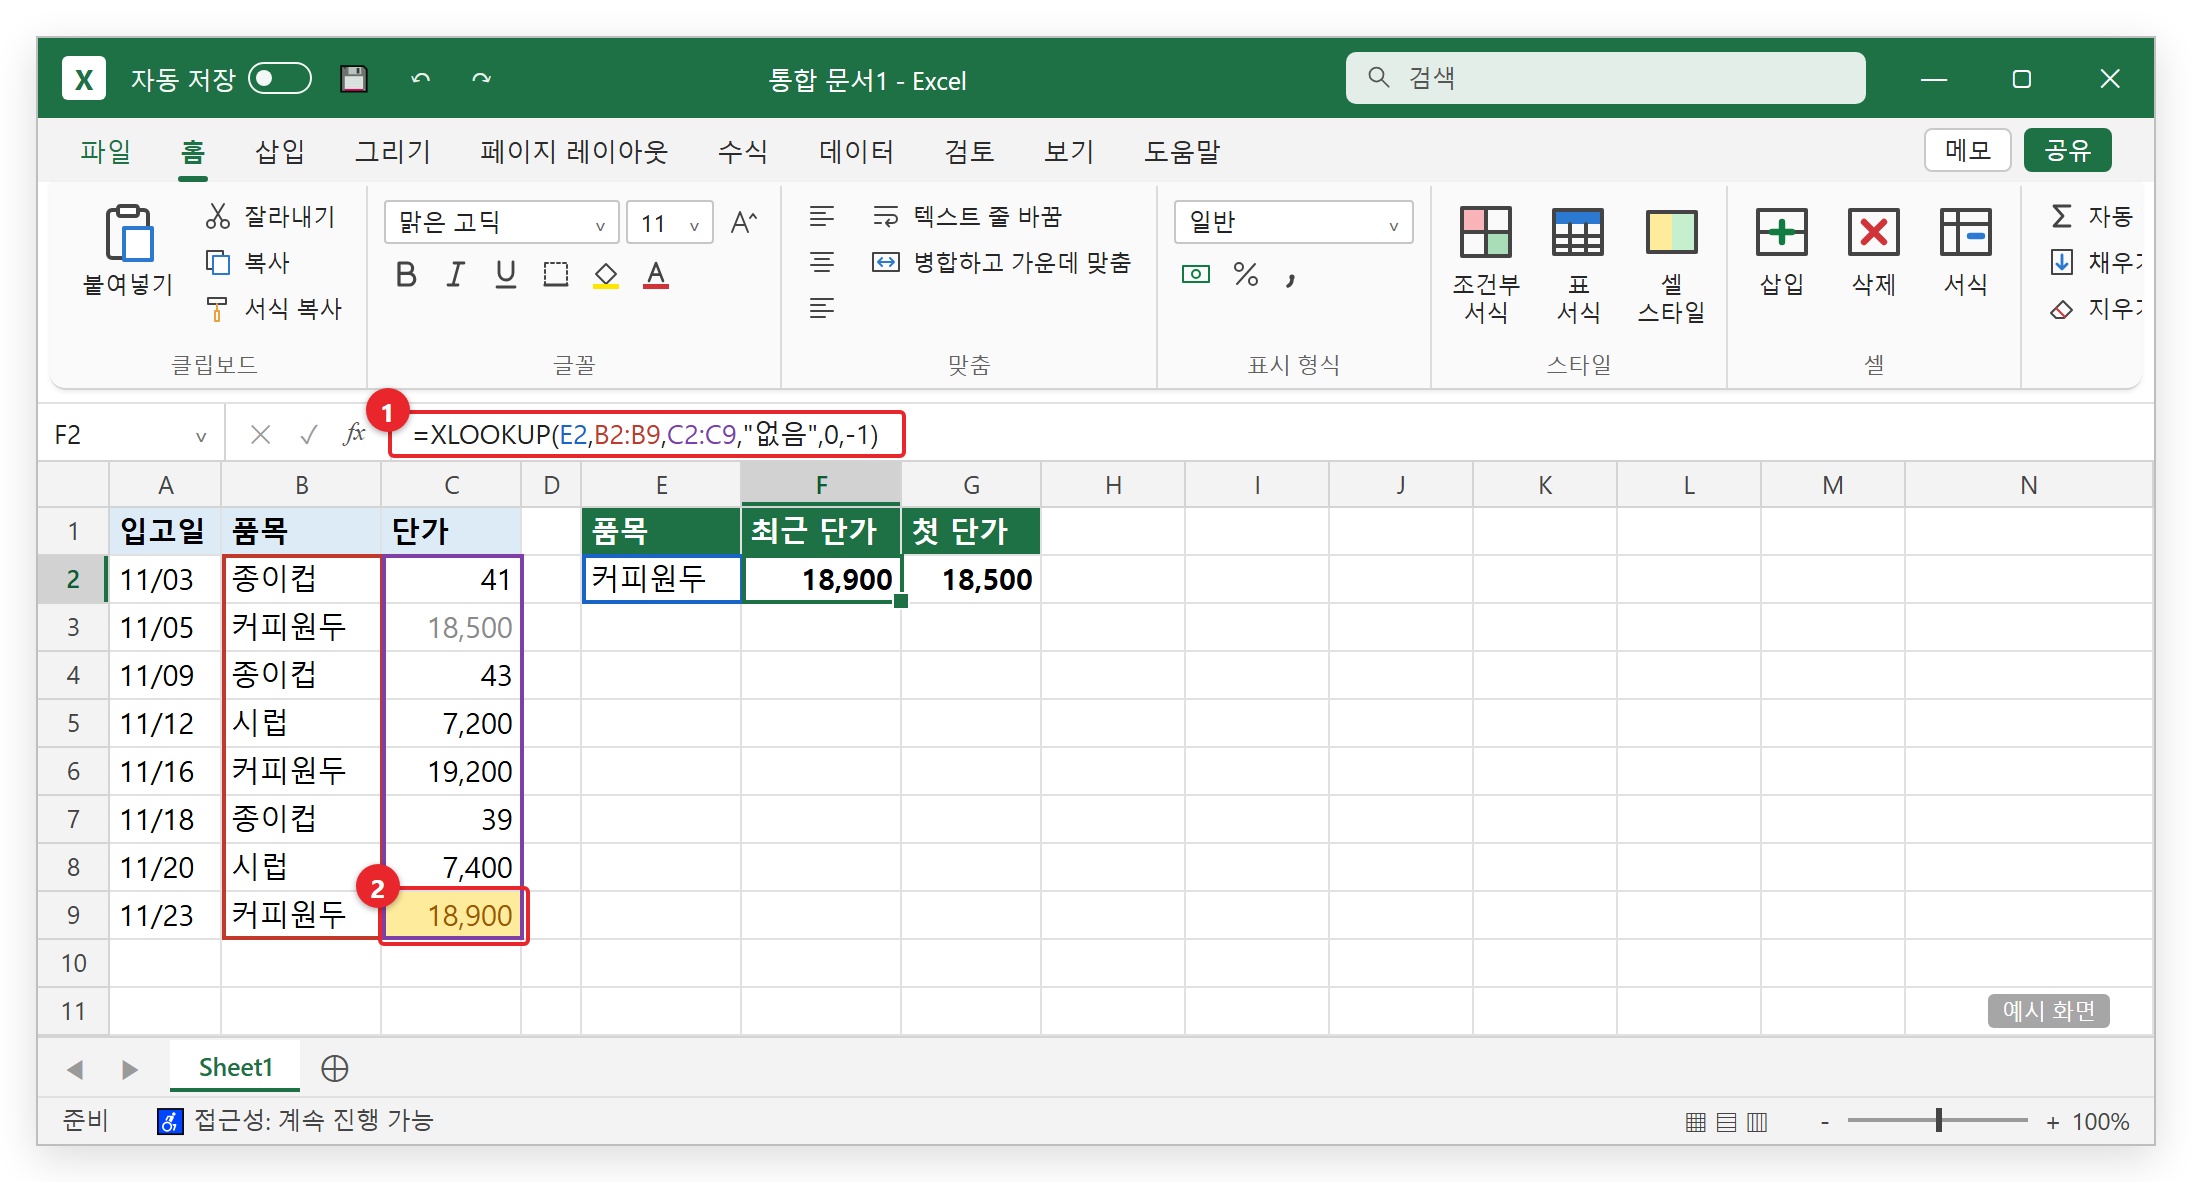 X 자동 저장 통합 문서1 - Excel 검색
파일 홈 삽입 그리기 페이지 레이아웃 수식 데이터 검토 보기 도움말 메모 공유
붙여넣기
잘라내기
복사
서식 복사
클립보드
맑은 고딕 11 A^
B I U A
글꼴
텍스트 줄 바꿈
병합하고 가운데 맞춤
맞춤
일반
% ,
표시 형식
조건부 서식
표 서식
셀 스타일
스타일
삽입 삭제 서식
셀
Σ 자동
채우
지우
1
F2 fx =XLOOKUP(E2,B2:B9,C2:C9,"없음",0,-1)
A B C D E F G H I J K L M N
1 입고일 품목 단가 품목 최근 단가 첫 단가
2 11/03 종이컵 41 커피원두 18,900 18,500
3 11/05 커피원두 18,500
4 11/09 종이컵 43
5 11/12 시럽 7,200
6 11/16 커피원두 19,200
7 11/18 종이컵 39
8 11/20 시럽 7,400
2
9 11/23 커피원두 18,900
10
11
예시 화면
Sheet1
준비 접근성: 계속 진행 가능 - + 100%